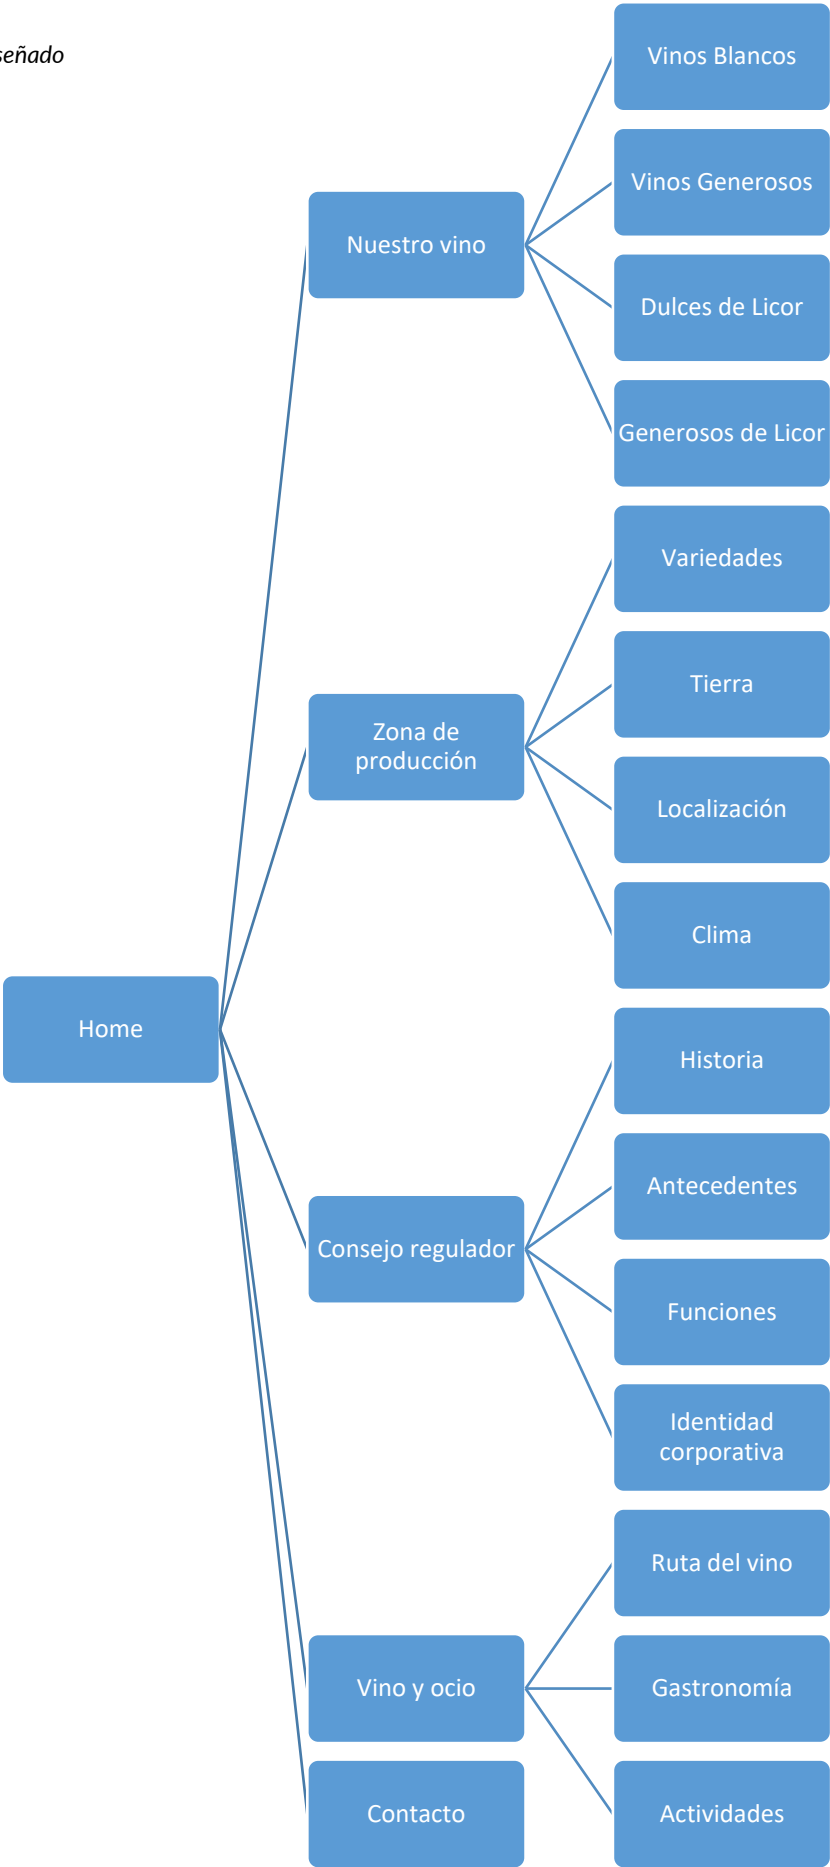 señado
Home
Nuestro vino
Vinos Blancos
Vinos Generosos
Dulces de Licor
Generosos de Licor
Zona de
producción
Variedades
Tierra
Localización
Clima
Consejo regulador
Historia
Antecedentes
Funciones
Identidad
corporativa
Vino y ocio
Ruta del vino
Gastronomía
Actividades
Contacto